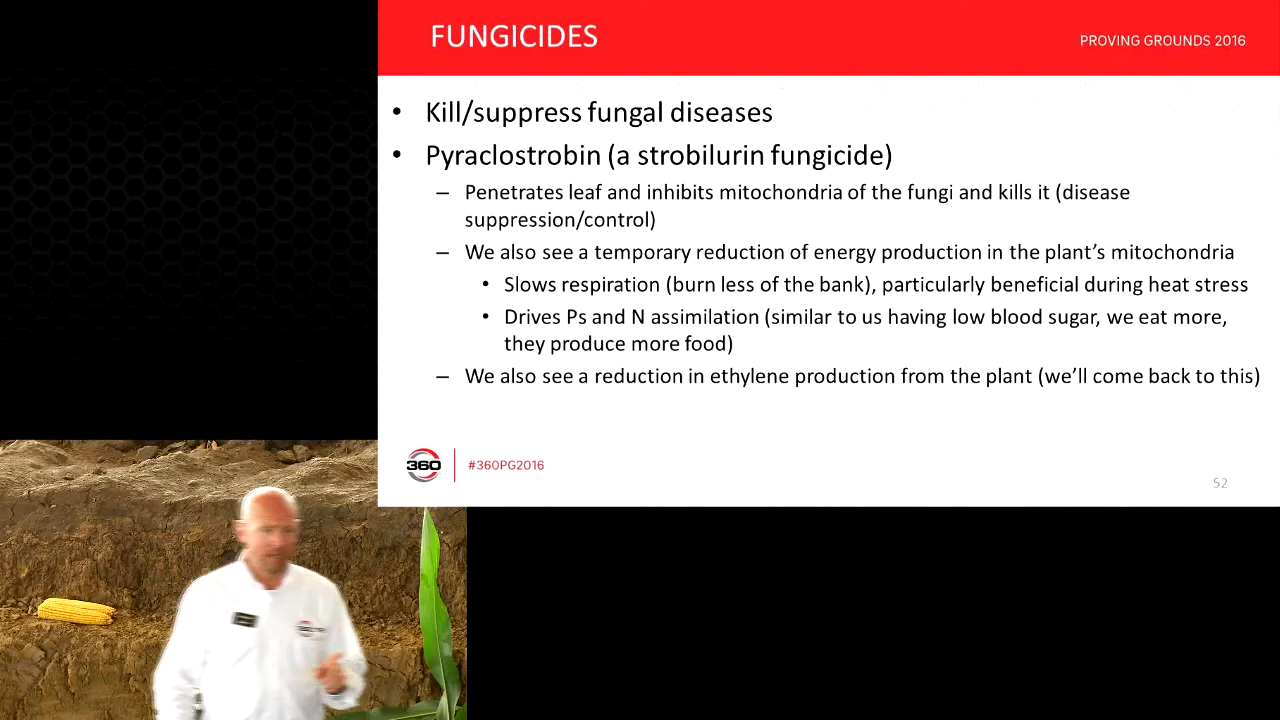 FUNGICIDES
PROVING GROUNDS 2016
• Kill/suppress fungal diseases
• Pyraclostrobin (a strobilurin fungicide)
– Penetrates leaf and inhibits mitochondria of the fungi and kills it (disease
suppression/control)
– We also see a temporary reduction of energy production in the plant’s mitochondria
• Slows respiration (burn less of the bank), particularly beneficial during heat stress
• Drives Ps and N assimilation (similar to us having low blood sugar, we eat more,
they produce more food)
– We also see a reduction in ethylene production from the plant (we’ll come back to this)
360
#360PG2016
52